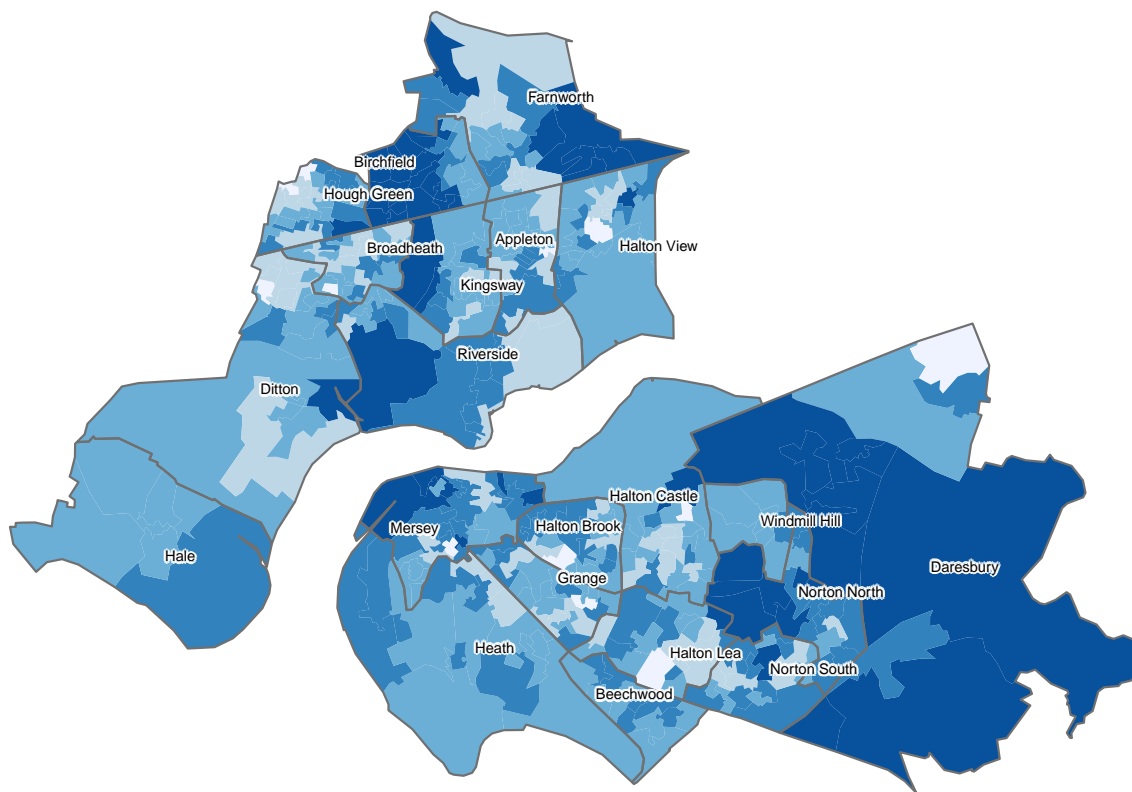 Farnworth
Birchfield
Hough Green
Broadheath
Appleton
Halton View
Kingsway
Riverside
Ditton
Halton Castle
Windmill Hill
Mersey
Halton Brook
Hale
Grange
Daresbury
Norton North
Heath
Halton Lea
Norton South
Beechwood